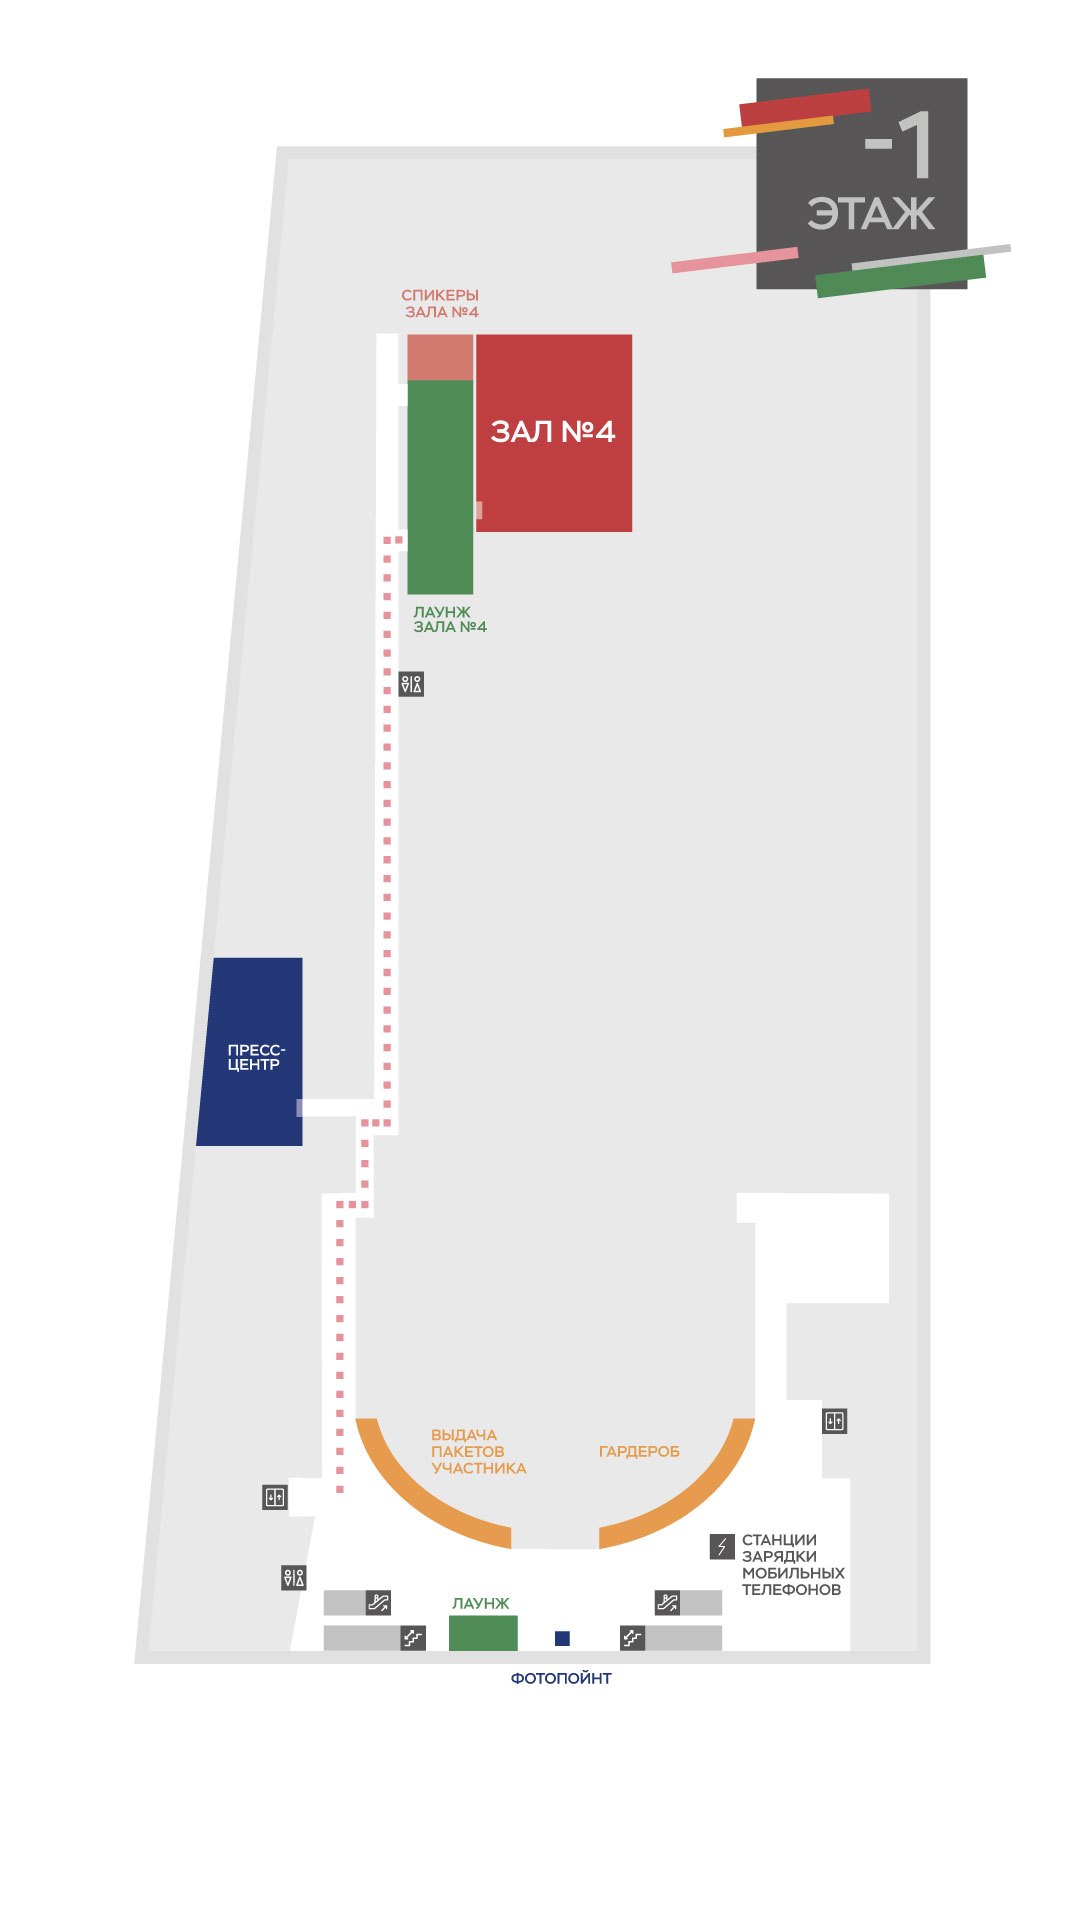 -1
ЭТАЖ
СПИКЕРЫ
ЗАЛА №4
ЗАЛ №4
ЛАУНЖ
ЗАЛА №4
ПРЕСС-
ЦЕНТР
ВЫДАЧА
ПАКЕТОВ
УЧАСТНИКА
ГАРДЕРОБ
СТАНЦИИ
ЗАРЯДКИ
МОБИЛЬНЫХ
ТЕЛЕФОНОВ
ЛАУНЖ
ФОТОПОЙНТ